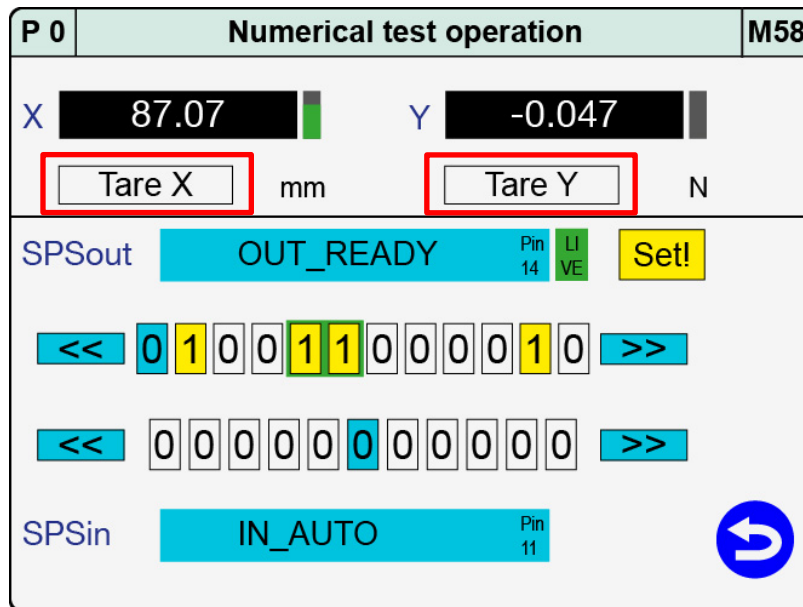 P 0 Numerical test operation M58
X 87.07 Y -0.047
Tare X mm Tare Y N
SPSout OUT_READY Pin 14 LI VE Set!
<< 0 1 0 0 1 1 0 0 0 0 1 0 >>
<< 0 0 0 0 0 0 0 0 0 0 0 >>
SPSin IN_AUTO Pin 11